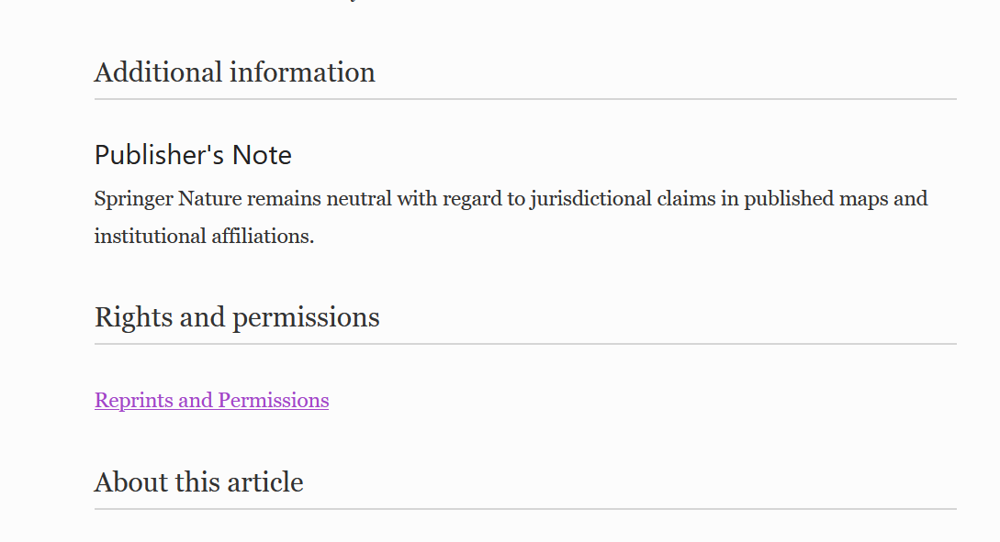 Additional information
Publisher's Note
Springer Nature remains neutral with regard to jurisdictional claims in published maps and
institutional affiliations.
Rights and permissions
Reprints and Permissions
About this article